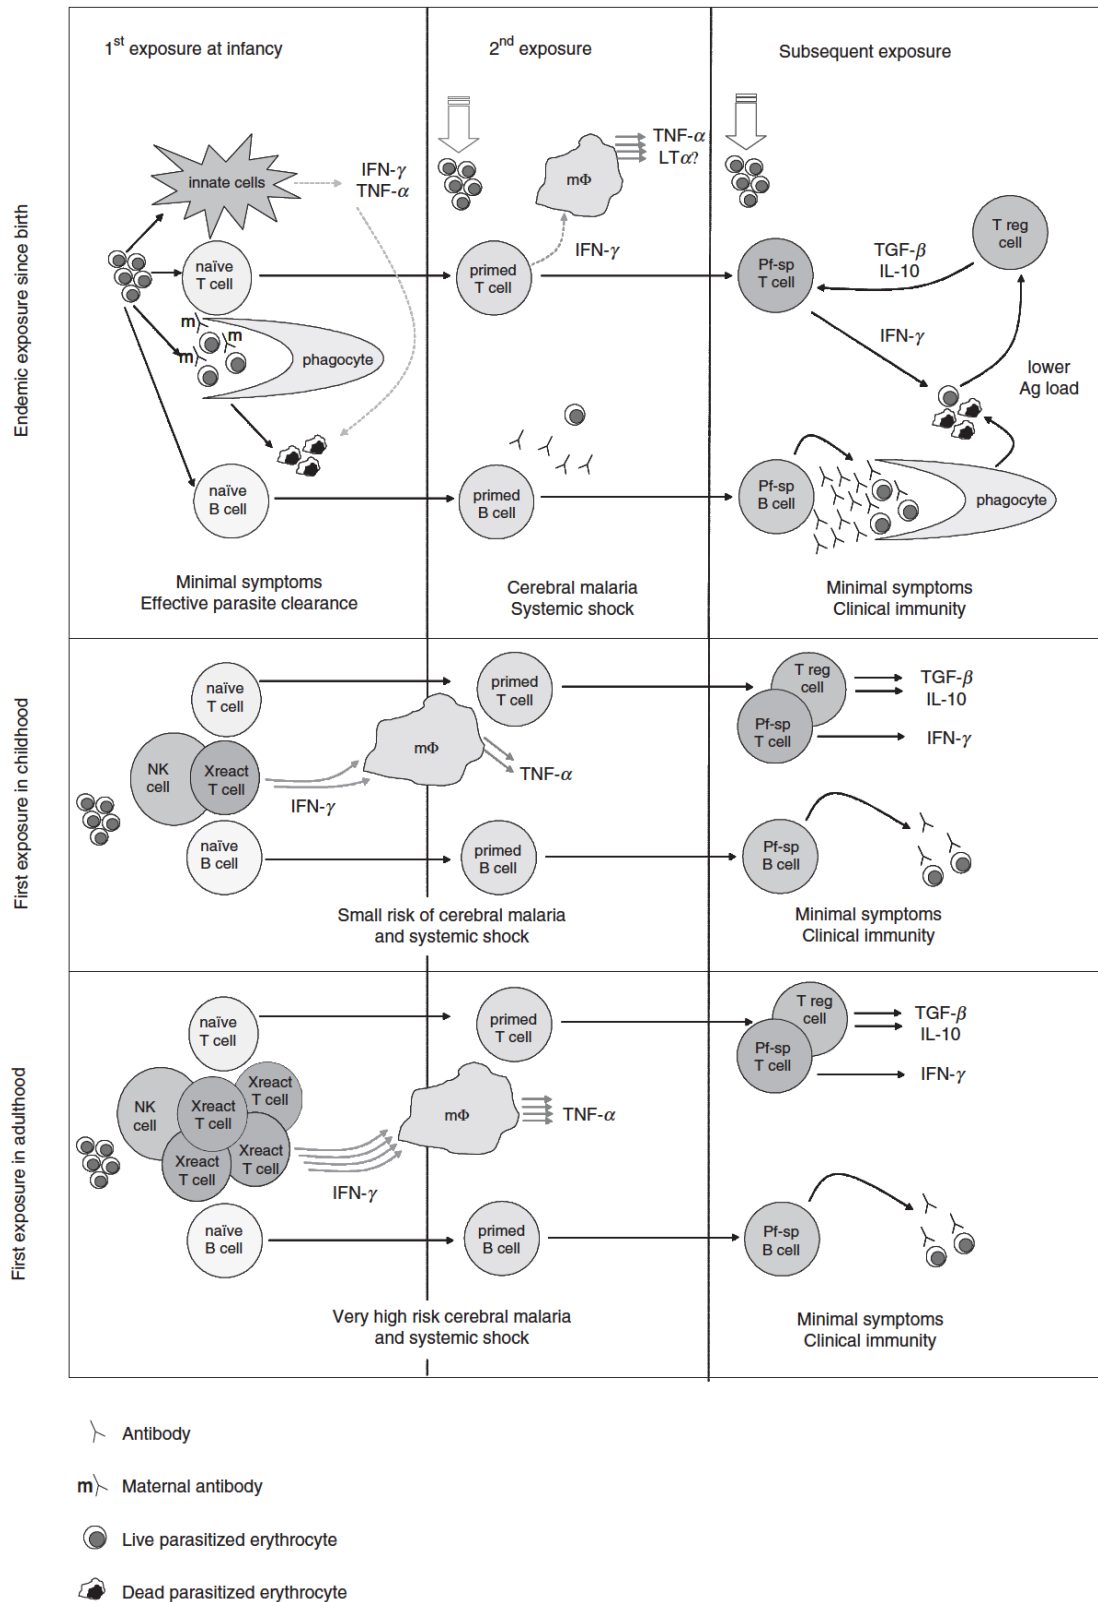 1st exposure at infancy
2nd exposure
Subsequent exposure
Endemic exposure since birth
innate cells
IFN-γ
TNF-α
naïve
T cell
m
m
m
phagocyte
naïve
B cell
Minimal symptoms
Effective parasite clearance
mΦ
TNF-α
LTα?
IFN-γ
primed
T cell
primed
B cell
Cerebral malaria
Systemic shock
T reg
cell
TGF-β
IL-10
Pf-sp
T cell
IFN-γ
lower
Ag load
Pf-sp
B cell
phagocyte
Minimal symptoms
Clinical immunity
First exposure in childhood
naïve
T cell
NK
cell
Xreact
T cell
IFN-γ
naïve
B cell
primed
T cell
mΦ
TNF-α
primed
B cell
Small risk of cerebral malaria
and systemic shock
T reg
cell
TGF-β
IL-10
Pf-sp
T cell
IFN-γ
Pf-sp
B cell
Minimal symptoms
Clinical immunity
First exposure in adulthood
naïve
T cell
NK
cell
Xreact
T cell
Xreact
T cell
Xreact
T cell
Xreact
T cell
IFN-γ
naïve
B cell
primed
T cell
mΦ
TNF-α
primed
B cell
Very high risk cerebral malaria
and systemic shock
T reg
cell
TGF-β
IL-10
Pf-sp
T cell
IFN-γ
Pf-sp
B cell
Minimal symptoms
Clinical immunity
Antibody
m Maternal antibody
Live parasitized erythrocyte
Dead parasitized erythrocyte